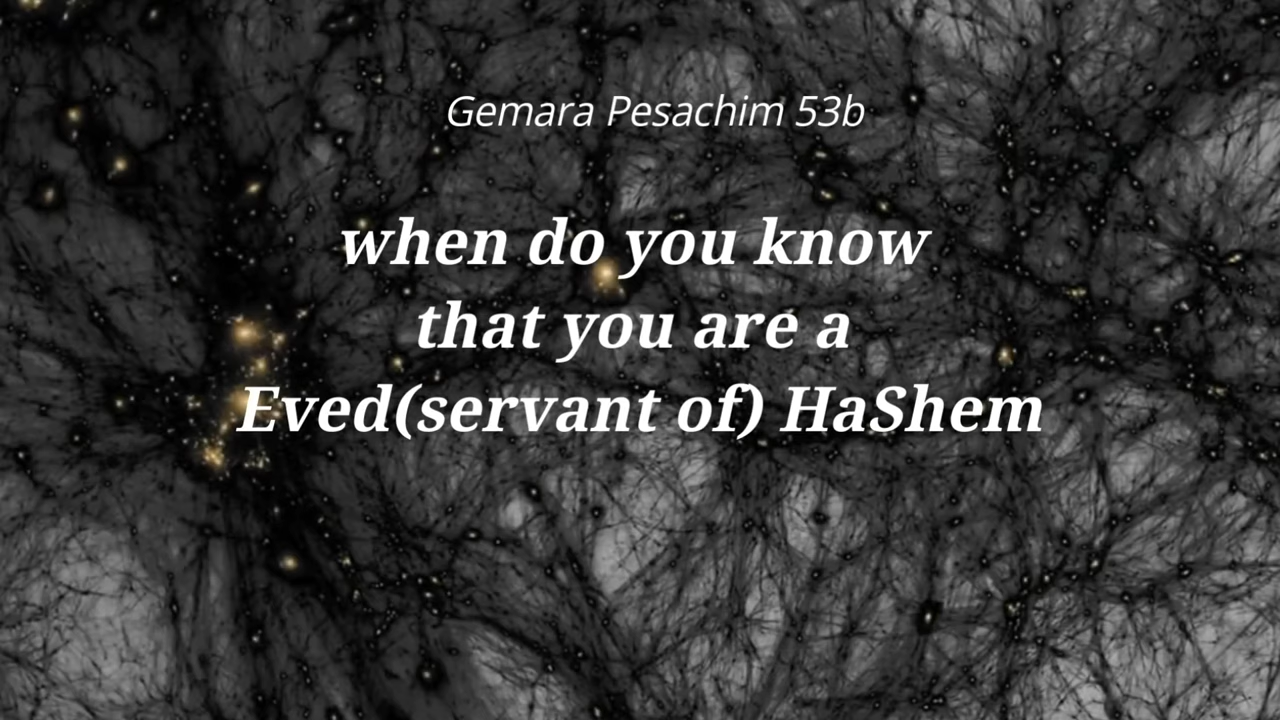 Gemara Pesachim 53b
when do you know
that you are a
Eved(servant of) HaShem